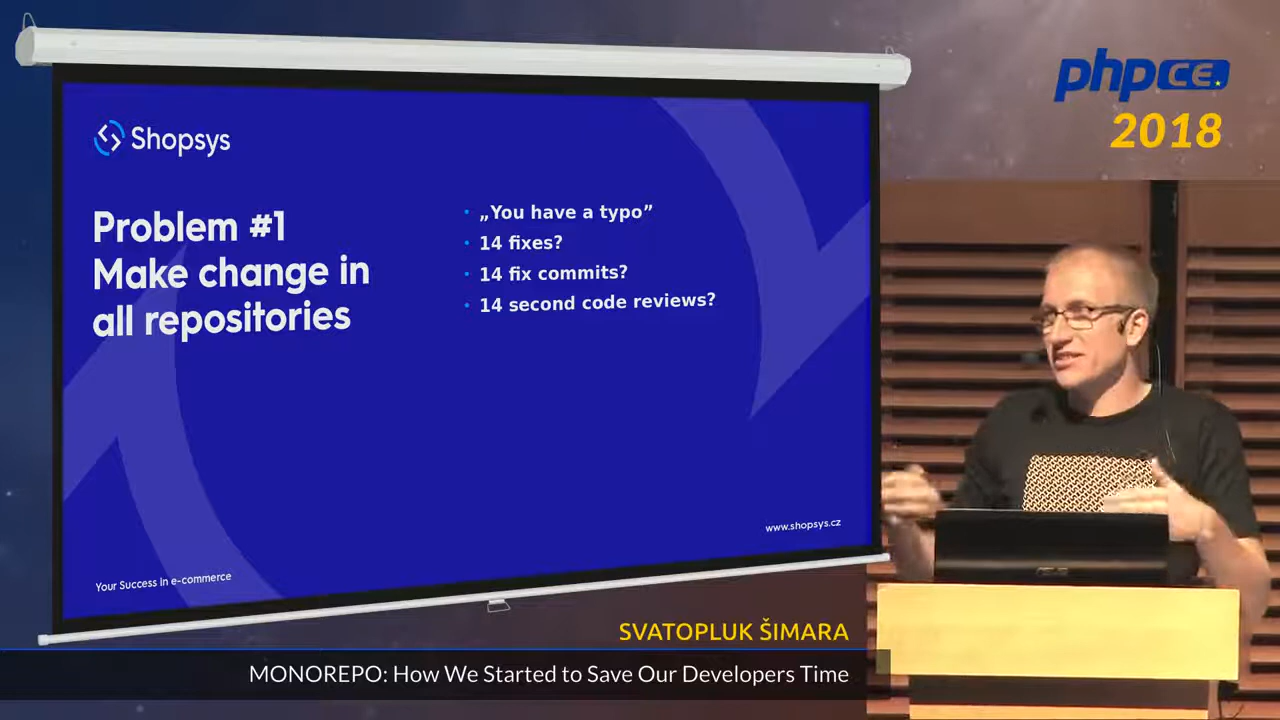 phpCE
2018
Shopsys
Problem #1
Make change in
all repositories
„You have a typo”
14 fixes?
14 fix commits?
14 second code reviews?
www.shopsys.cz
Your Success in e-commerce
SVATOPLUK ŠIMARA
MONOREPO: How We Started to Save Our Developers Time